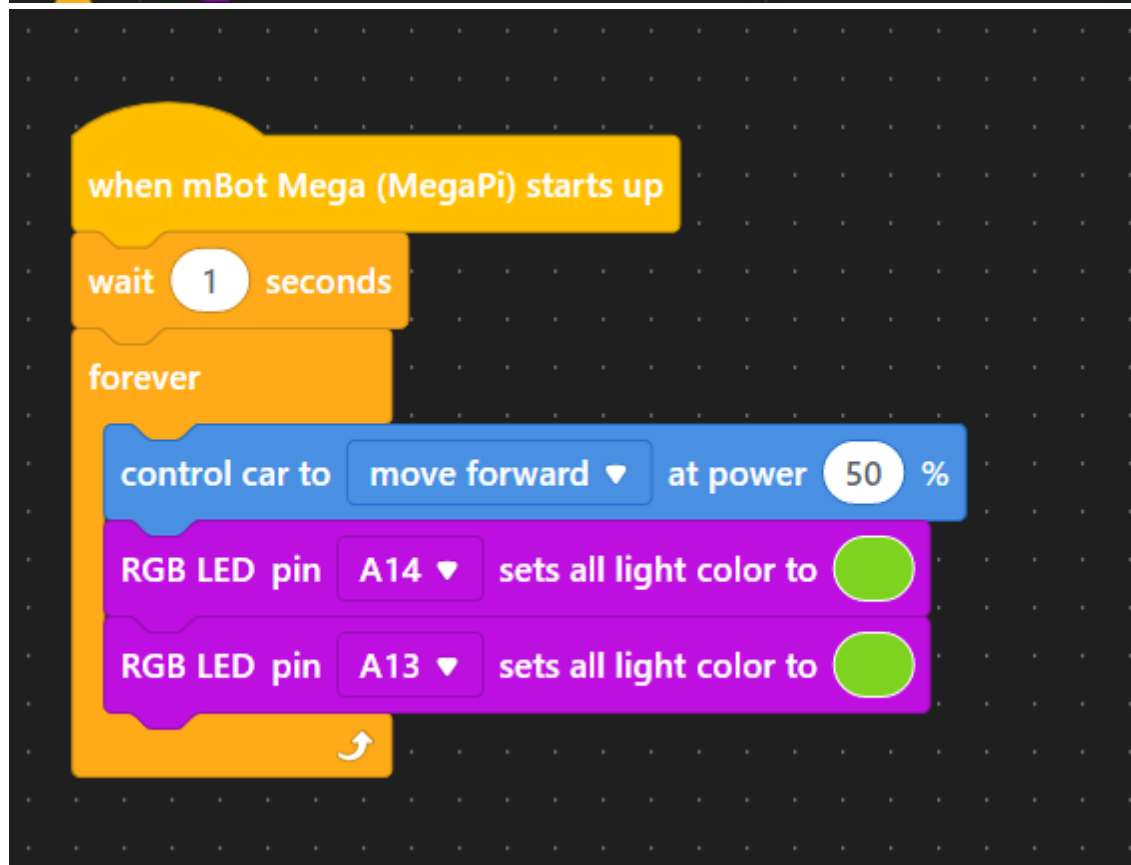 when mBot Mega (MegaPi) starts up
wait 1 seconds
forever
control car to move forward at power 50 %
RGB LED pin A14 sets all light color to
RGB LED pin A13 sets all light color to